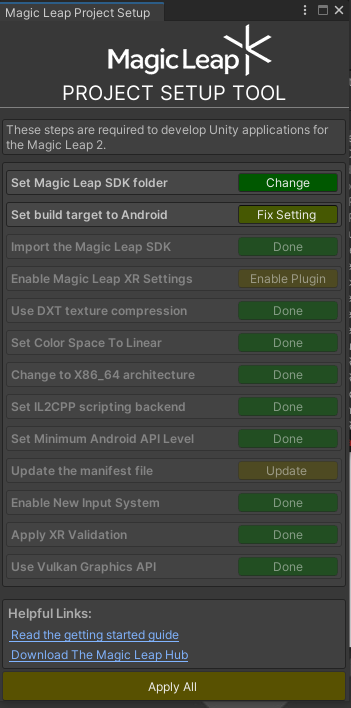 Magic Leap Project Setup
Magic Leap
PROJECT SETUP TOOL
These steps are required to develop Unity applications for
the Magic Leap 2.
Set Magic Leap SDK folder Change
Set build target to Android Fix Setting
Import the Magic Leap SDK Done
Enable Magic Leap XR Settings Enable Plugin
Use DXT texture compression Done
Set Color Space To Linear Done
Change to X86_64 architecture Done
Set IL2CPP scripting backend Done
Set Minimum Android API Level Done
Update the manifest file Update
Enable New Input System Done
Apply XR Validation Done
Use Vulkan Graphics API Done
Helpful Links:
Read the getting started guide
Download The Magic Leap Hub
Apply All